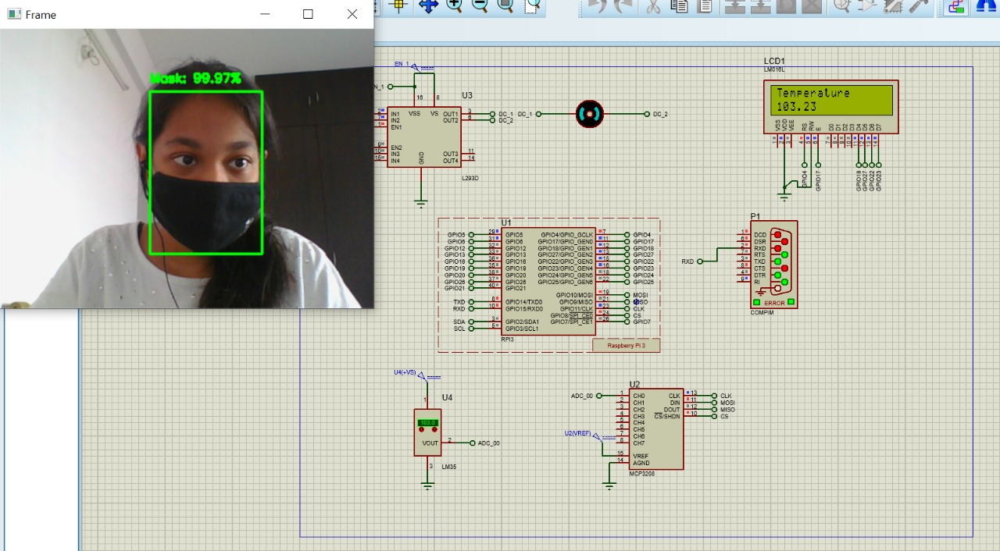 Frame
Mask: 99.97%
EN_1
N_1
16
8
U3
2
7
1
IN1
IN2
EN1
VSS
VS
OUT1
OUT2
3
6
DC_1
DC_2
DC_1
DC_2
9
10
15
EN2
IN3
IN4
GND
OUT3
OUT4
11
14
L293D
LCD1
LM016L
Temperature
103.23
VSS
VDD
VEE
RS
RW
E
D0
D1
D2
D3
D4
D5
D6
D7
1
2
3
4
5
6
7
8
9
10
11
12
13
14
GPIO4
GPIO17
GPIO18
GPIO27
GPIO22
GPIO23
U1
GPIO5 29 GPIO5 GPIO4/GPIO_GCLK 7 GPIO4
GPIO6 31 GPIO6 GPIO17/GPIO_GEN0 11 GPIO17
GPIO12 32 GPIO12 GPIO18/GPIO_GEN1 12 GPIO18
GPIO13 33 GPIO13 GPIO27/GPIO_GEN2 13 GPIO27
GPIO16 36 GPIO16 GPIO22/GPIO_GEN3 15 GPIO22
GPIO19 35 GPIO19 GPIO23/GPIO_GEN4 16 GPIO23
GPIO20 38 GPIO20 GPIO24/GPIO_GEN5 18 GPIO24
GPIO26 37 GPIO26 GPIO25/GPIO_GEN6 22 GPIO25
GPIO21 40 GPIO21
GPIO10/MOSI 19 MOSI
TXD 8 GPIO14/TXD0 GPIO9/MISO 21 MISO
RXD 10 GPIO15/RXD0 GPIO11/CLK 23 CLK
GPIO8/SPI_CE0 24 CS
SDA 3 GPIO2/SDA1 GPIO7/SPI_CE1 26 GPIO7
SCL 5 GPIO3/SCL1
RPI3
Raspberry Pi 3
P1
RXD
1 DCD
6 DSR
2 RXD
7 RTS
3 TXD
8 CTS
4 DTR
9 RI
ERROR
COMPIM
U4(+VS)
1
U4
103.0
VOUT
2
ADC_00
3
LM35
U2
ADC_00 1 CH0 CLK 13 CLK
2 CH1 DIN 11 MOSI
3 CH2 DOUT 12 MISO
4 CH3 CS/SHDN 10 CS
5 CH4
6 CH5
U2(VREF) 7 CH6
8 CH7
15 VREF
14 AGND
MCP3208